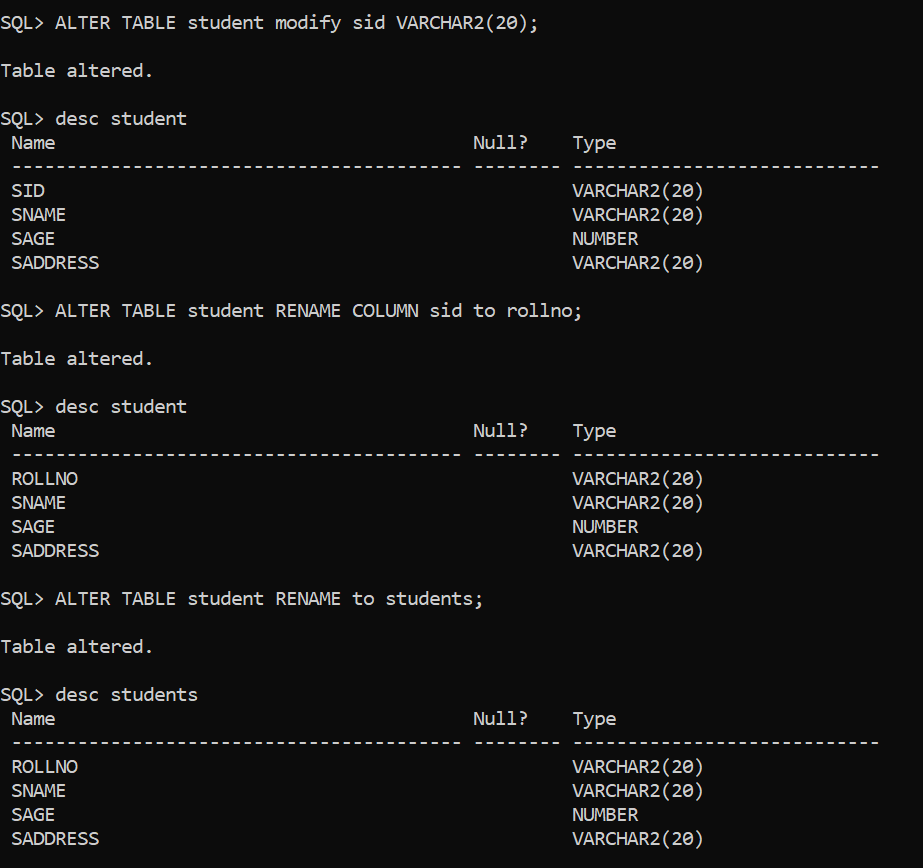 SQL> ALTER TABLE student modify sid VARCHAR2(20);
Table altered.
SQL> desc student
 Name                                      Null?    Type
 ----------------------------------------- -------- ----------------------------
 SID                                                VARCHAR2(20)
 SNAME                                              VARCHAR2(20)
 SAGE                                               NUMBER
 SADDRESS                                           VARCHAR2(20)
SQL> ALTER TABLE student RENAME COLUMN sid to rollno;
Table altered.
SQL> desc student
 Name                                      Null?    Type
 ----------------------------------------- -------- ----------------------------
 ROLLNO                                             VARCHAR2(20)
 SNAME                                              VARCHAR2(20)
 SAGE                                               NUMBER
 SADDRESS                                           VARCHAR2(20)
SQL> ALTER TABLE student RENAME to students;
Table altered.
SQL> desc students
 Name                                      Null?    Type
 ----------------------------------------- -------- ----------------------------
 ROLLNO                                             VARCHAR2(20)
 SNAME                                              VARCHAR2(20)
 SAGE                                               NUMBER
 SADDRESS                                           VARCHAR2(20)